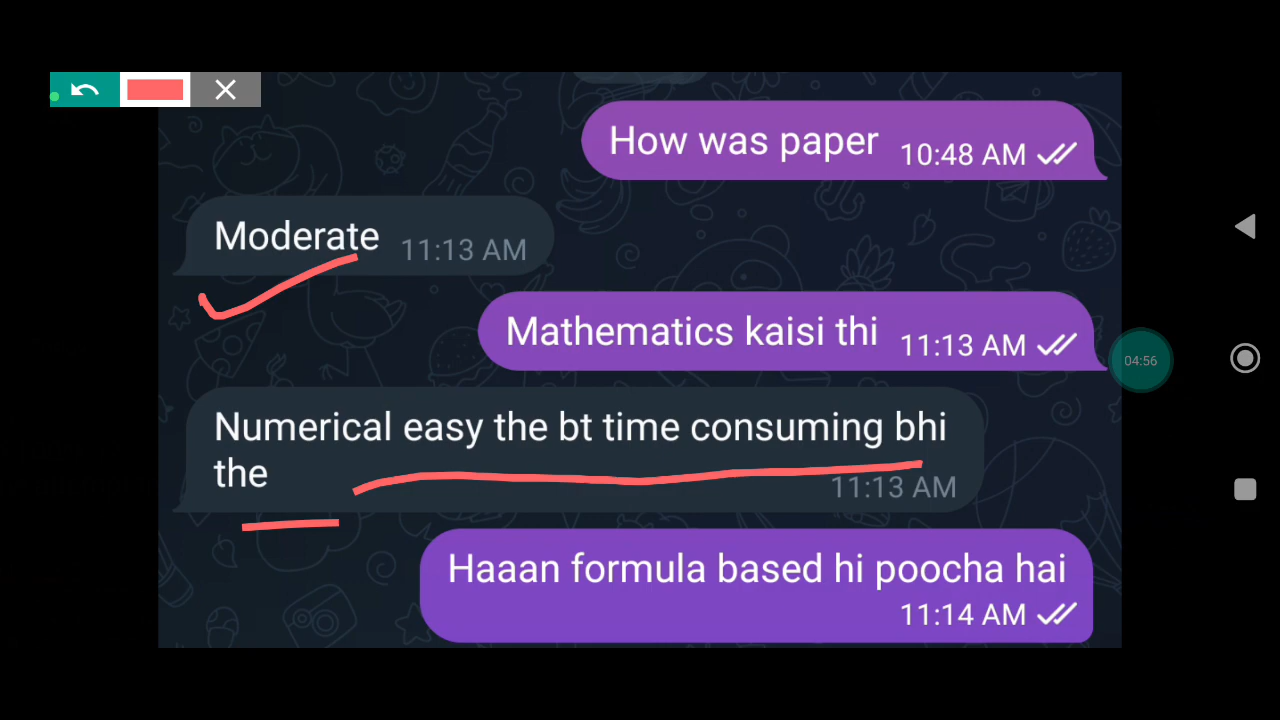 How was paper 10:48 AM
Moderate 11:13 AM
Mathematics kaisi thi 11:13 AM
04:56
Numerical easy the bt time consuming bhi
the
11:13 AM
Haaan formula based hi poocha hai
11:14 AM